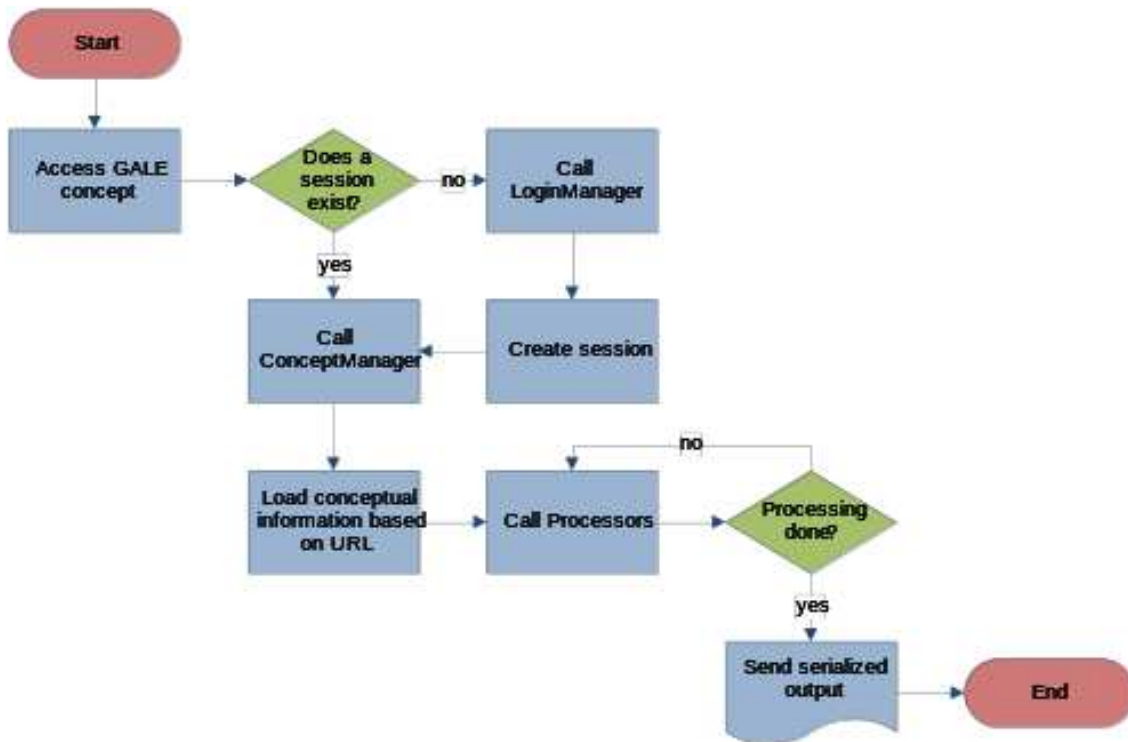 Start
Access GALE
concept
Does a
session
exist?
no
Call
LoginManager
yes
Call
ConceptManager
Create session
no
Load conceptual
information based
on URL
Call Processors
Processing
done?
yes
Send serialized
output
End